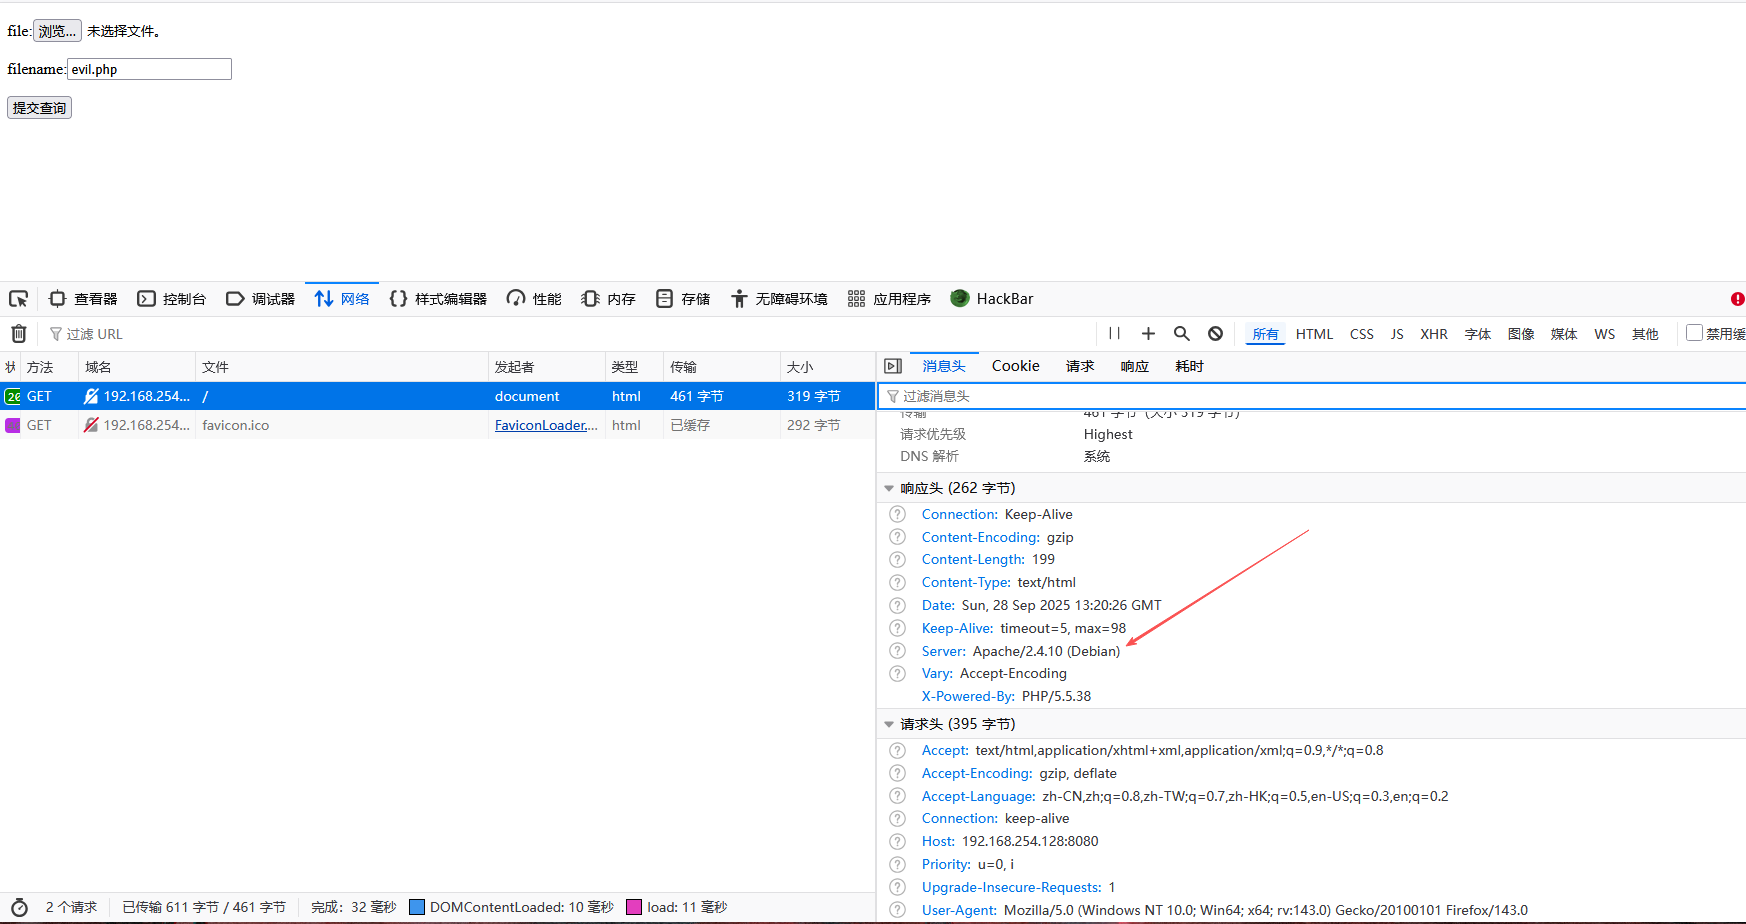 file: 浏览... 未选择文件。
filename: evil.php
提交查询
查看器 控制台 调试器 网络 样式编辑器 性能 内存 存储 无障碍环境 应用程序 HackBar
过滤 URL 所有 HTML CSS JS XHR 字体 图像 媒体 WS 其他 禁用缓
状 方法 域名 文件 发起者 类型 传输 大小 消息头 Cookie 请求 响应 耗时
20 GET 192.168.254... / document html 461 字节 319 字节
GET 192.168.254... favicon.ico FaviconLoader.... html 已缓存 292 字节
过滤消息头
传输 461 字节 (大小 319 字节)
请求优先级 Highest
DNS 解析 系统
响应头 (262 字节)
Connection: Keep-Alive
Content-Encoding: gzip
Content-Length: 199
Content-Type: text/html
Date: Sun, 28 Sep 2025 13:20:26 GMT
Keep-Alive: timeout=5, max=98
Server: Apache/2.4.10 (Debian)
Vary: Accept-Encoding
X-Powered-By: PHP/5.5.38
请求头 (395 字节)
Accept: text/html,application/xhtml+xml,application/xml;q=0.9,*/*;q=0.8
Accept-Encoding: gzip, deflate
Accept-Language: zh-CN,zh;q=0.8,zh-TW;q=0.7,zh-HK;q=0.5,en-US;q=0.3,en;q=0.2
Connection: keep-alive
Host: 192.168.254.128:8080
Priority: u=0, i
Upgrade-Insecure-Requests: 1
User-Agent: Mozilla/5.0 (Windows NT 10.0; Win64; x64; rv:143.0) Gecko/20100101 Firefox/143.0
2 个请求 已传输 611 字节 / 461 字节 完成：32 毫秒 DOMContentLoaded: 10 毫秒 load: 11 毫秒